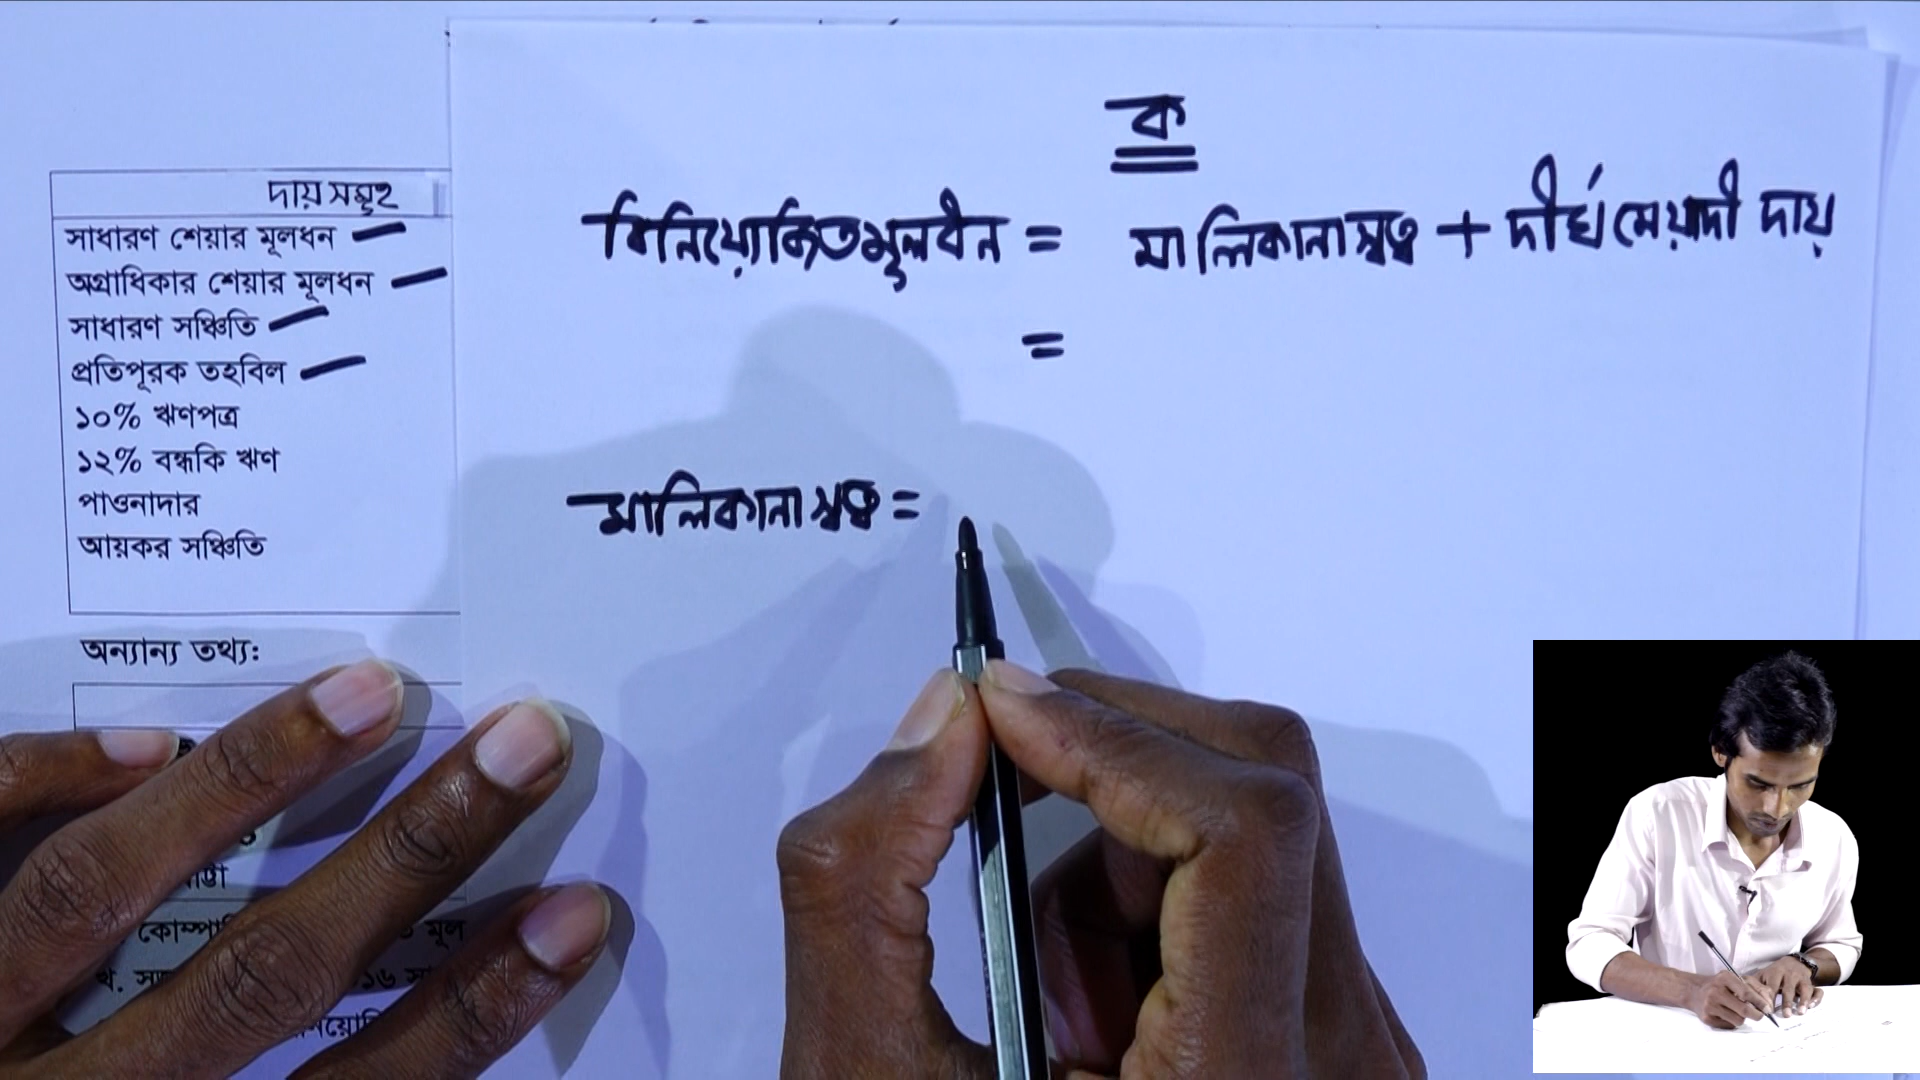 দায় সমূহ
সাধারণ শেয়ার মূলধন
অগ্রাধিকার শেয়ার মূলধন
সাধারণ সঞ্চিতি
প্রতিপূরক তহবিল
১০% ঋণপত্র
১২% বন্ধকি ঋণ
পাওনাদার
আয়কর সঞ্চিতি
অন্যান্য তথ্য:
কোম্পা
মূল
খ.
ক
বিনিয়োজিত মূলধন = মালিকানা স্বত্ব + দীর্ঘ মেয়াদী দায়
=
মালিকানা স্বত্ব =